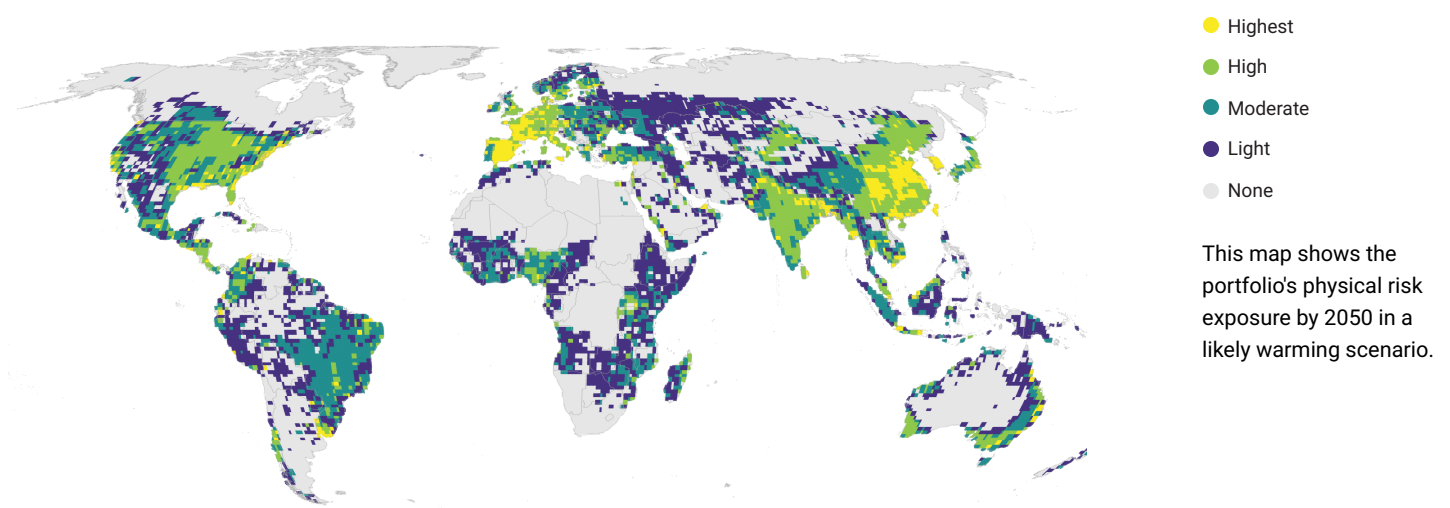 Highest
High
Moderate
Light
None
This map shows the
portfolio's physical risk
exposure by 2050 in a
likely warming scenario.